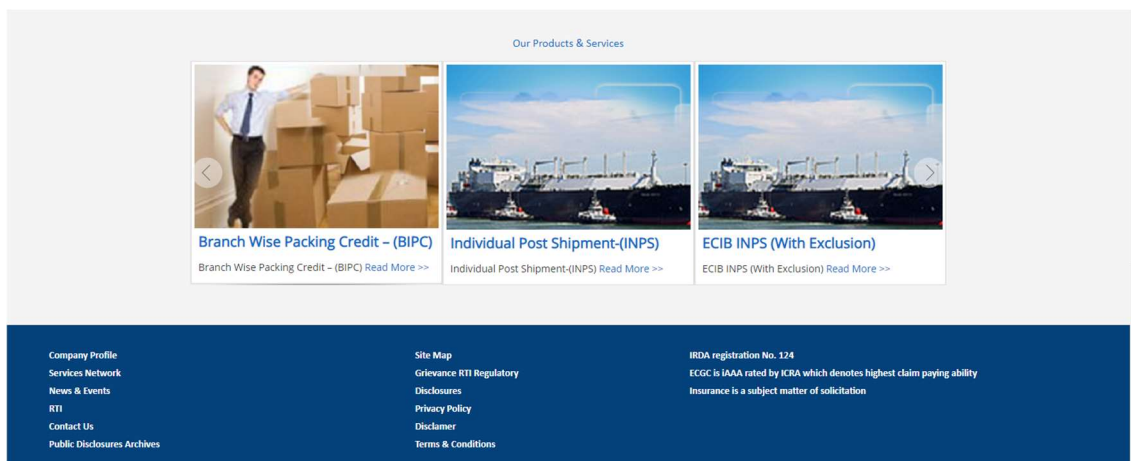 Our Products & Services
Branch Wise Packing Credit – (BIPC)
Branch Wise Packing Credit – (BIPC) Read More >>
Individual Post Shipment-(INPS)
Individual Post Shipment-(INPS) Read More >>
ECIB INPS (With Exclusion)
ECIB INPS (With Exclusion) Read More >>
Company Profile
Services Network
News & Events
RTI
Contact Us
Public Disclosures Archives
Site Map
Grievance RTI Regulatory
Disclosures
Privacy Policy
Disclamer
Terms & Conditions
IRDA registration No. 124
ECGC is iAAA rated by ICRA which denotes highest claim paying ability
Insurance is a subject matter of solicitation